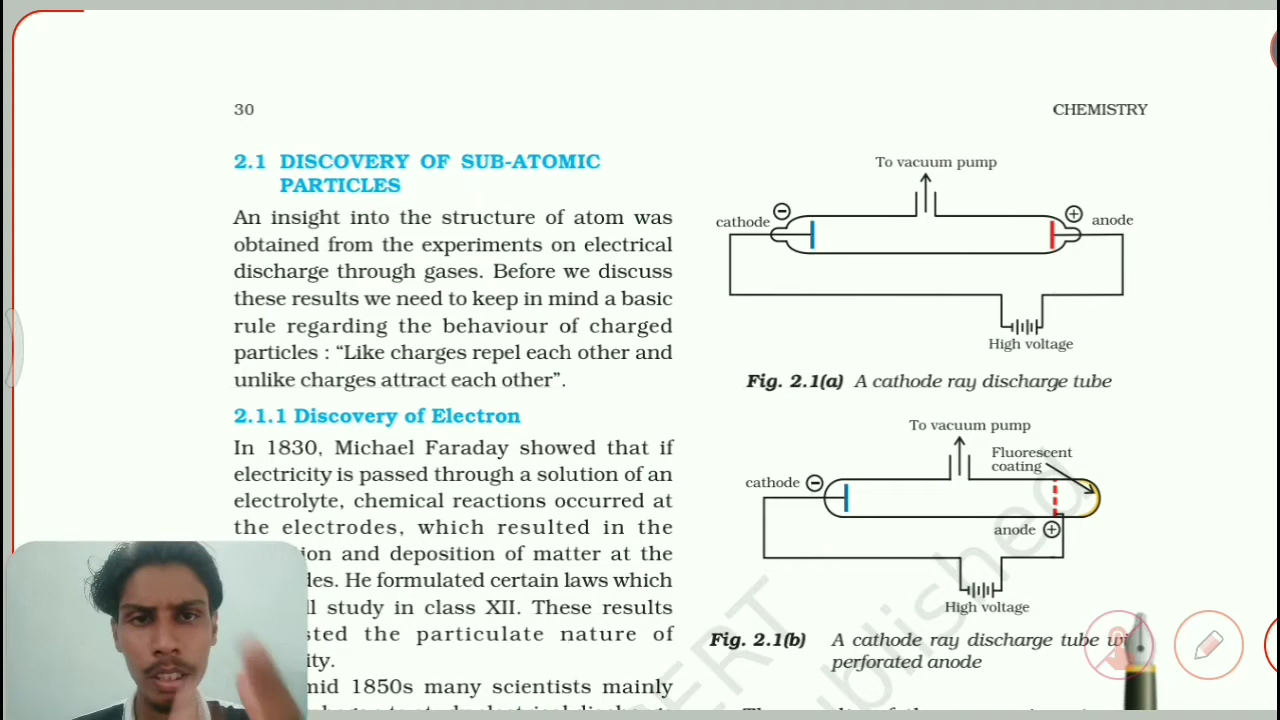 30
CHEMISTRY
2.1 DISCOVERY OF SUB-ATOMIC
PARTICLES
An insight into the structure of atom was
obtained from the experiments on electrical
discharge through gases. Before we discuss
these results we need to keep in mind a basic
rule regarding the behaviour of charged
particles : “Like charges repel each other and
unlike charges attract each other”.
2.1.1 Discovery of Electron
In 1830, Michael Faraday showed that if
electricity is passed through a solution of an
electrolyte, chemical reactions occurred at
the electrodes, which resulted in the
and deposition of matter at the
He formulated certain laws which
study in class XII. These results
the particulate nature of
mid 1850s many scientists mainly
To vacuum pump
cathode
anode
High voltage
Fig. 2.1(a) A cathode ray discharge tube
To vacuum pump
Fluorescent
coating
cathode
anode
High voltage
Fig. 2.1(b) A cathode ray discharge tube
perforated anode